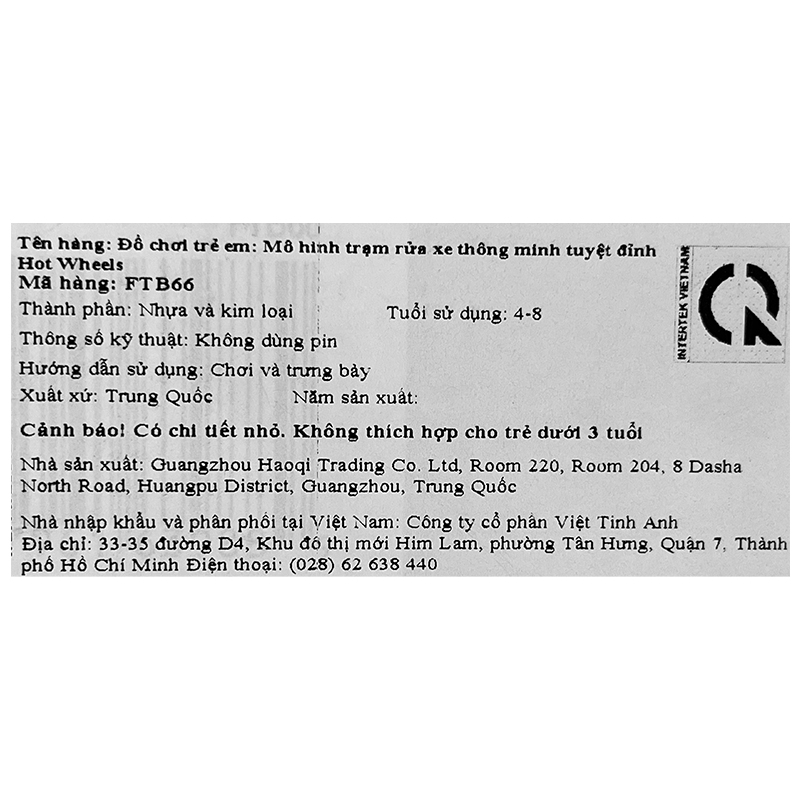 Tên hàng: Đồ chơi trẻ em: Mô hình trạm rửa xe thông minh tuyệt đỉnh
Hot Wheels
Mã hàng: FTB66
Thành phần: Nhựa và kim loại Tuổi sử dụng: 4-8
Thông số kỹ thuật: Không dùng pin
Hướng dẫn sử dụng: Chơi và trưng bày
Xuất xứ: Trung Quốc Năm sản xuất:
Cảnh báo! Có chi tiết nhỏ. Không thích hợp cho trẻ dưới 3 tuổi
Nhà sản xuất: Guangzhou Haoqi Trading Co. Ltd, Room 220, Room 204, 8 Dasha
North Road, Huangpu District, Guangzhou, Trung Quốc
Nhà nhập khẩu và phân phối tại Việt Nam: Công ty cổ phần Việt Tinh Anh
Địa chỉ: 33-35 đường D4, Khu đô thị mới Him Lam, phường Tân Hưng, Quận 7, Thành
phố Hồ Chí Minh Điện thoại: (028) 62 638 440
INTERTEK VIETNAM
CR